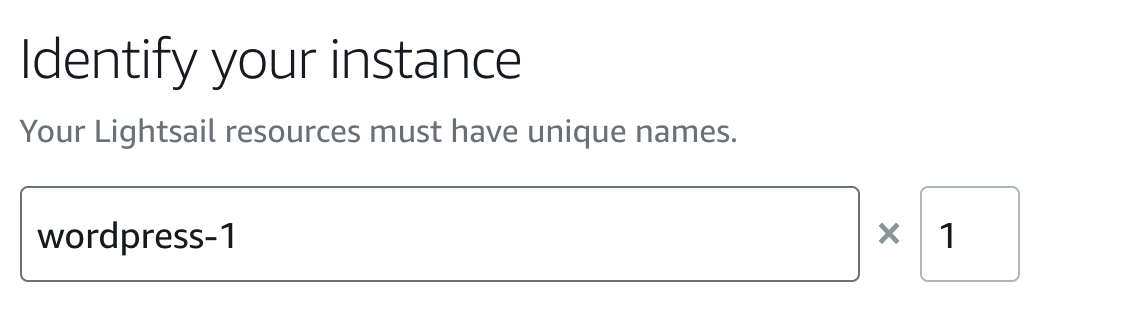 Identify your instance
Your Lightsail resources must have unique names.
wordpress-1 × 1